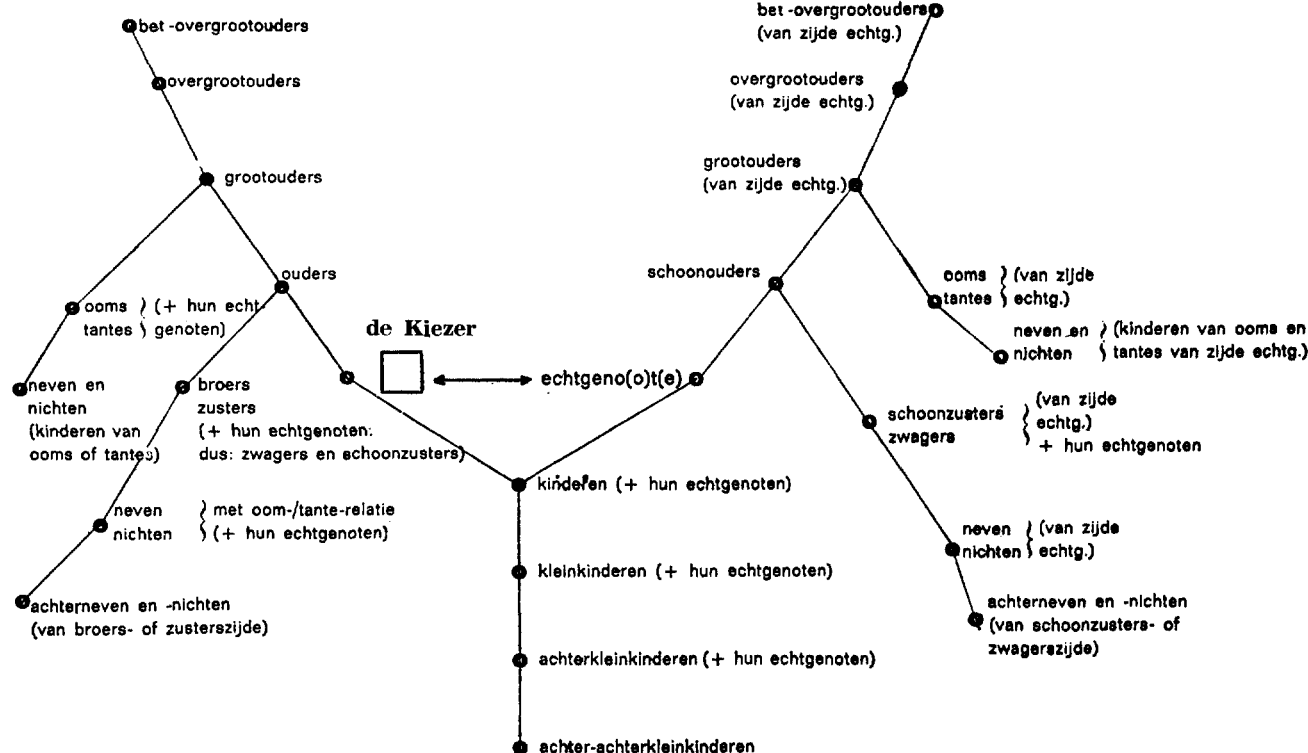 bet-overgrootouders
overgrootouders
grootouders
ouders
ooms } (+ hun echt-
tantes } genoten)
neven en
nichten
(kinderen van
ooms of tantes)
broers
zusters
(+ hun echtgenoten:
dus: zwagers en schoonzusters)
neven } met oom-/tante-relatie
nichten } (+ hun echtgenoten)
achterneven en -nichten
(van broers- of zusterszijde)
de Kiezer
echtgeno(o)t(e)
kinderen (+ hun echtgenoten)
kleinkinderen (+ hun echtgenoten)
achterkleinkinderen (+ hun echtgenoten)
achter-achterkleinkinderen
bet-overgrootouders
(van zijde echtg.)
overgrootouders
(van zijde echtg.)
grootouders
(van zijde echtg.)
schoonouders
ooms } (van zijde
tantes } echtg.)
neven en } (kinderen van ooms en
nichten } tantes van zijde echtg.)
schoonzusters } (van zijde
zwagers } echtg.)
+ hun echtgenoten
neven } (van zijde
nichten } echtg.)
achterneven en -nichten
(van schoonzusters- of
zwagerszijde)